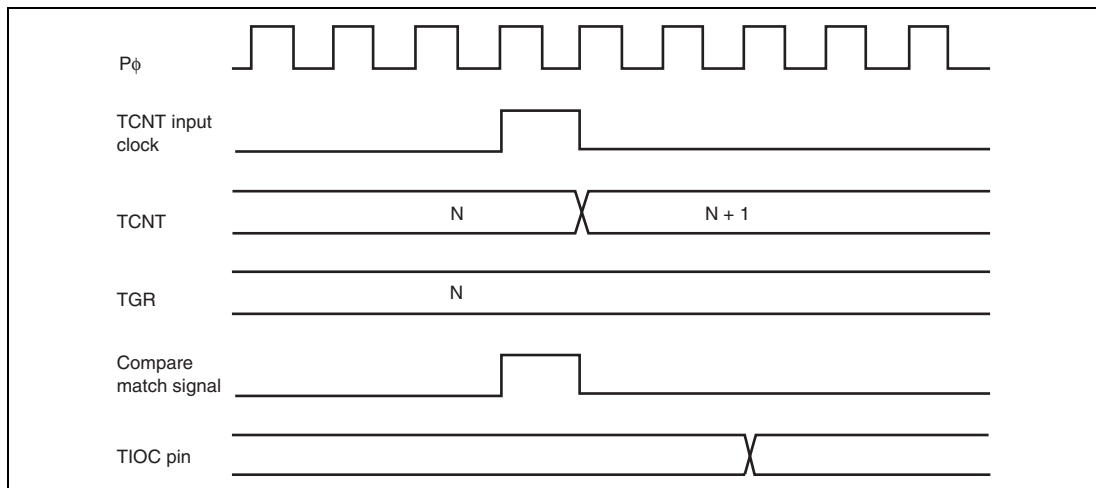 Pϕ
TCNT input
clock
TCNT
N
N + 1
TGR
N
Compare
match signal
TIOC pin